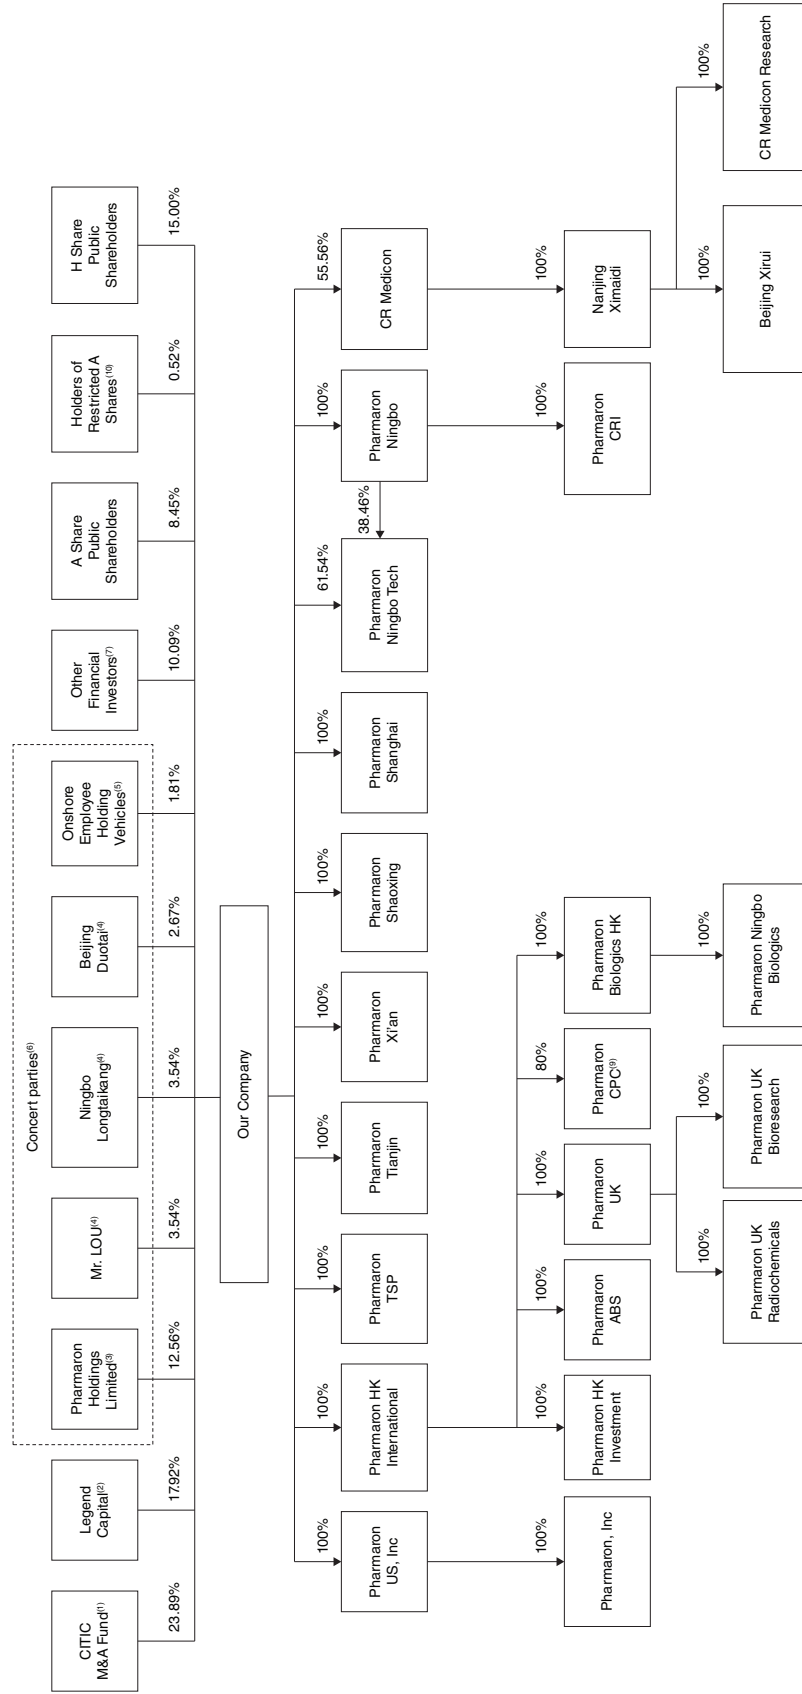 Concert parties(6)
CITIC
M&A Fund(1)
Legend
Capital(2)
Pharmaron
Holdings
Limited(3)
Mr. LOU(4)
Ningbo
Longtaikang(4)
Beijing
Duotai(4)
Onshore
Employee
Holding
Vehicles(5)
Other
Financial
Investors(7)
A Share
Public
Shareholders
Holders of
Restricted A
Shares(10)
H Share
Public
Shareholders
23.89%
17.92%
12.56%
3.54%
3.54%
2.67%
1.81%
10.09%
8.45%
0.52%
15.00%
Our Company
100%
100%
100%
100%
100%
100%
100%
61.54%
100%
55.56%
Pharmaron
US, Inc
Pharmaron HK
International
Pharmaron
TSP
Pharmaron
Tianjin
Pharmaron
Xi'an
Pharmaron
Shaoxing
Pharmaron
Shanghai
Pharmaron
Ningbo Tech
38.46%
Pharmaron
Ningbo
CR Medicon
100%
100%
100%
100%
80%
100%
100%
100%
Pharmaron, Inc
Pharmaron HK
Investment
Pharmaron
ABS
Pharmaron
UK
Pharmaron
CPC(9)
Pharmaron
Biologics HK
Pharmaron
CRI
Nanjing
Ximaidi
100%
100%
100%
100%
100%
Pharmaron UK
Radiochemicals
Pharmaron UK
Bioresearch
Pharmaron Ningbo
Biologics
Beijing Xirui
CR Medicon Research